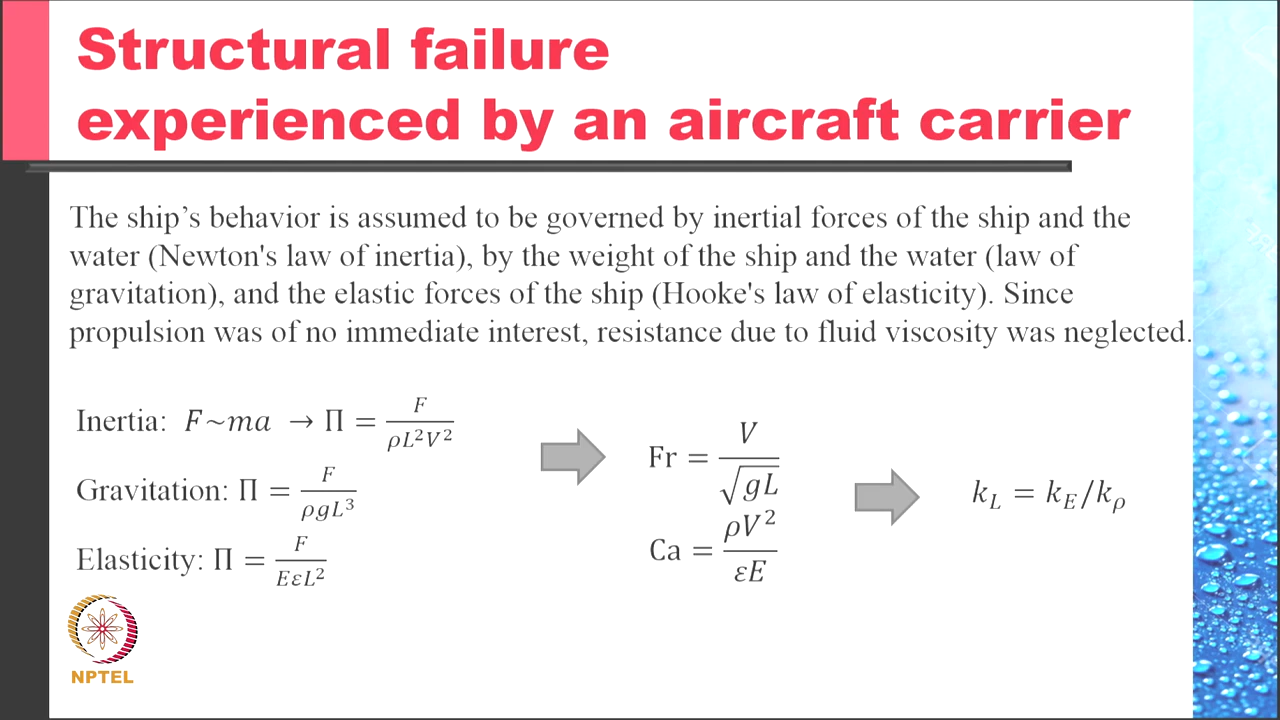 Structural failure
experienced by an aircraft carrier
The ship’s behavior is assumed to be governed by inertial forces of the ship and the
water (Newton's law of inertia), by the weight of the ship and the water (law of
gravitation), and the elastic forces of the ship (Hooke's law of elasticity). Since
propulsion was of no immediate interest, resistance due to fluid viscosity was neglected.
Inertia: F~ma → Π = F/ρL²V²
Gravitation: Π = F/ρgL³
Elasticity: Π = F/EεL²
Fr = V/√gL
Ca = ρV²/εE
k_L = k_E/k_ρ
NPTEL